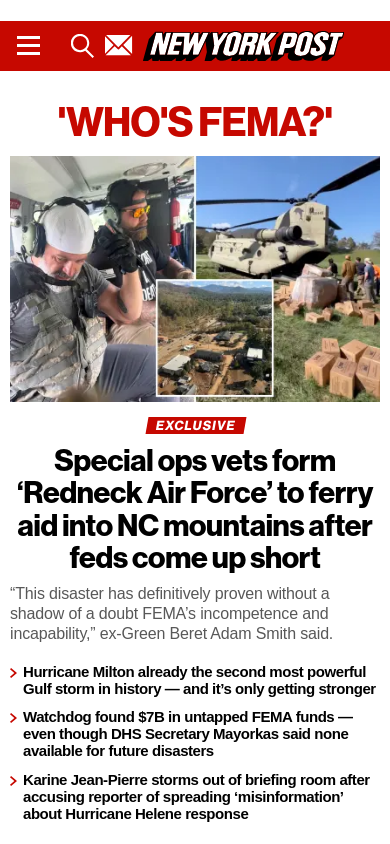 NEW YORK POST
'WHO'S FEMA?'
EXCLUSIVE
Special ops vets form
‘Redneck Air Force’ to ferry
aid into NC mountains after
feds come up short
“This disaster has definitively proven without a
shadow of a doubt FEMA’s incompetence and
incapability,” ex-Green Beret Adam Smith said.
Hurricane Milton already the second most powerful
Gulf storm in history — and it’s only getting stronger
Watchdog found $7B in untapped FEMA funds —
even though DHS Secretary Mayorkas said none
available for future disasters
Karine Jean-Pierre storms out of briefing room after
accusing reporter of spreading ‘misinformation’
about Hurricane Helene response